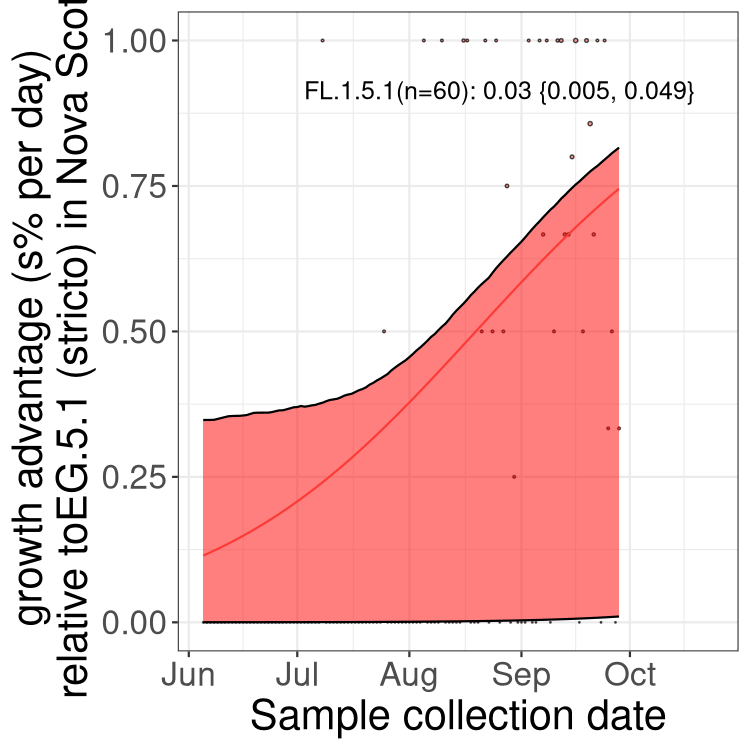 growth advantage (s% per day)
relative toEG.5.1 (stricto) in Nova Scot
1.00
0.75
0.50
0.25
0.00
FL.1.5.1(n=60): 0.03 {0.005, 0.049}
Jun Jul Aug Sep Oct
Sample collection date